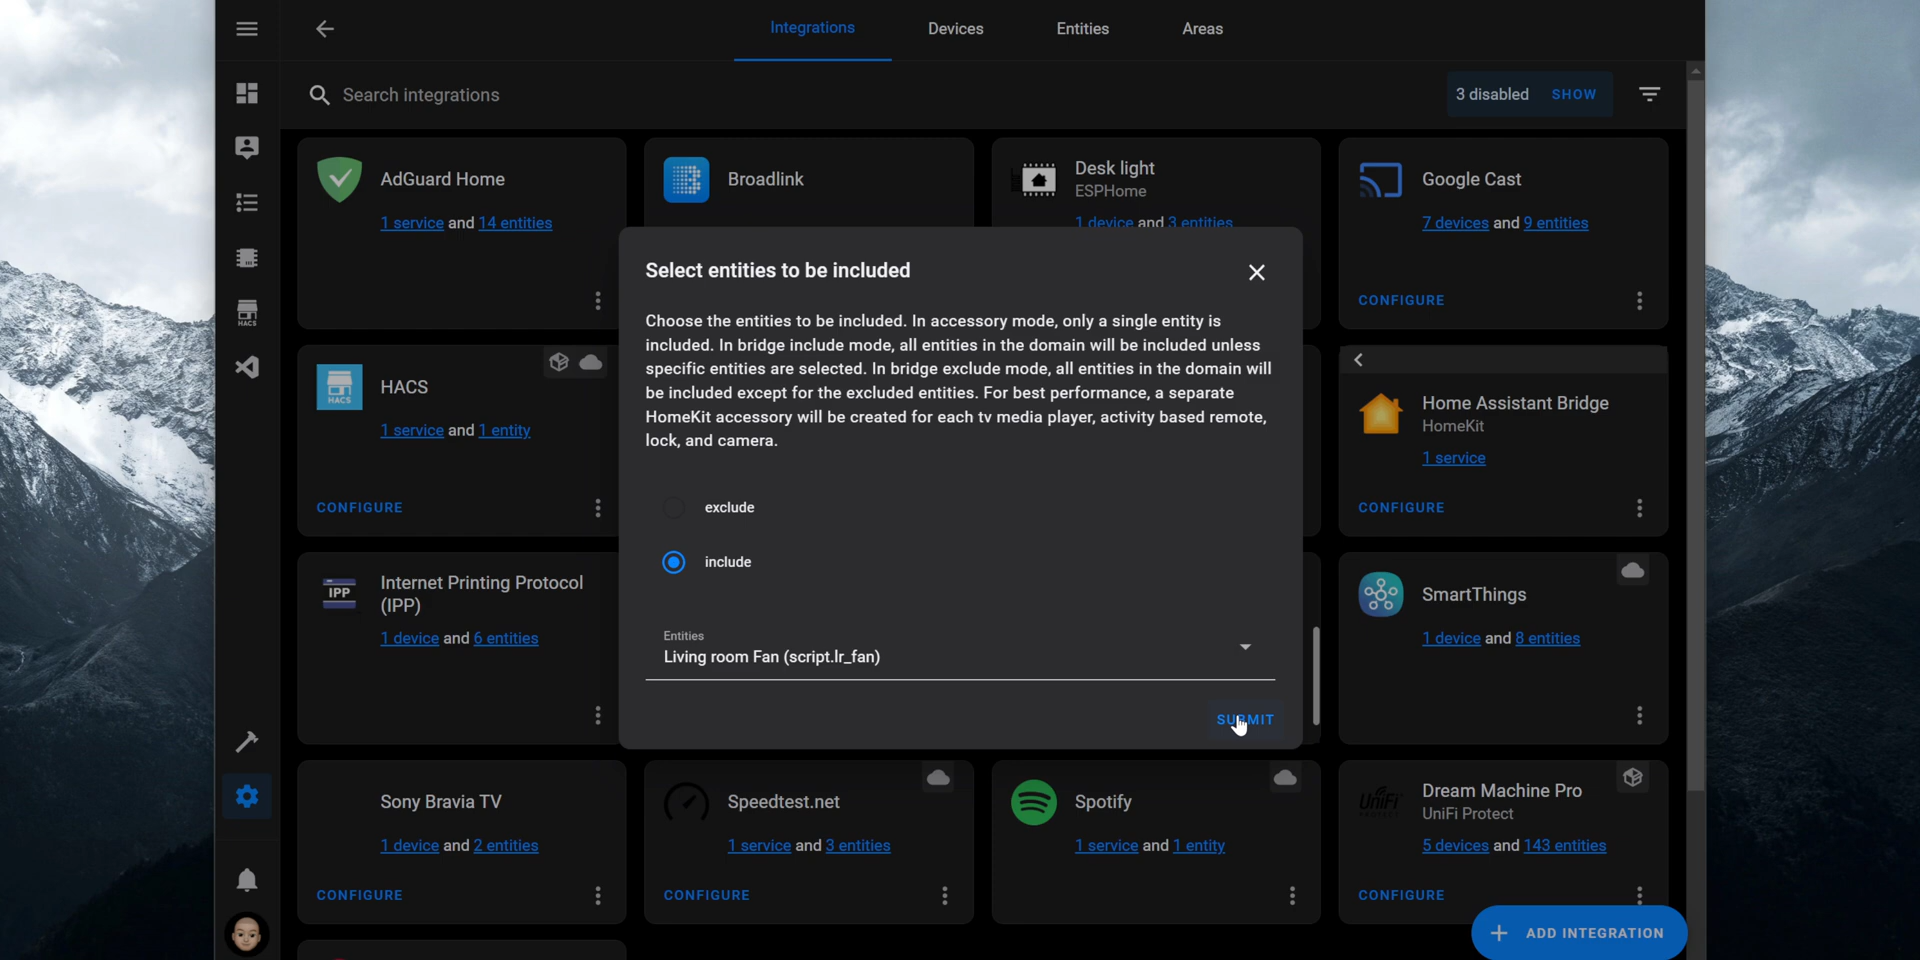 Integrations
Devices
Entities
Areas
Search integrations
3 disabled SHOW
AdGuard Home
1 service and 14 entities
Broadlink
Desk light
ESPHome
1 device and 3 entities
Google Cast
7 devices and 9 entities
CONFIGURE
Select entities to be included
Choose the entities to be included. In accessory mode, only a single entity is
included. In bridge include mode, all entities in the domain will be included unless
specific entities are selected. In bridge exclude mode, all entities in the domain will
be included except for the excluded entities. For best performance, a separate
HomeKit accessory will be created for each tv media player, activity based remote,
lock, and camera.
exclude
include
Entities
Living room Fan (script.lr_fan)
SUBMIT
HACS
HACS
HACS
1 service and 1 entity
CONFIGURE
Home Assistant Bridge
HomeKit
1 service
CONFIGURE
IPP
Internet Printing Protocol
(IPP)
1 device and 6 entities
SmartThings
1 device and 8 entities
Sony Bravia TV
1 device and 2 entities
CONFIGURE
Speedtest.net
1 service and 3 entities
CONFIGURE
Spotify
1 service and 1 entity
UniFi
PROTECT
Dream Machine Pro
UniFi Protect
5 devices and 143 entities
CONFIGURE
ADD INTEGRATION